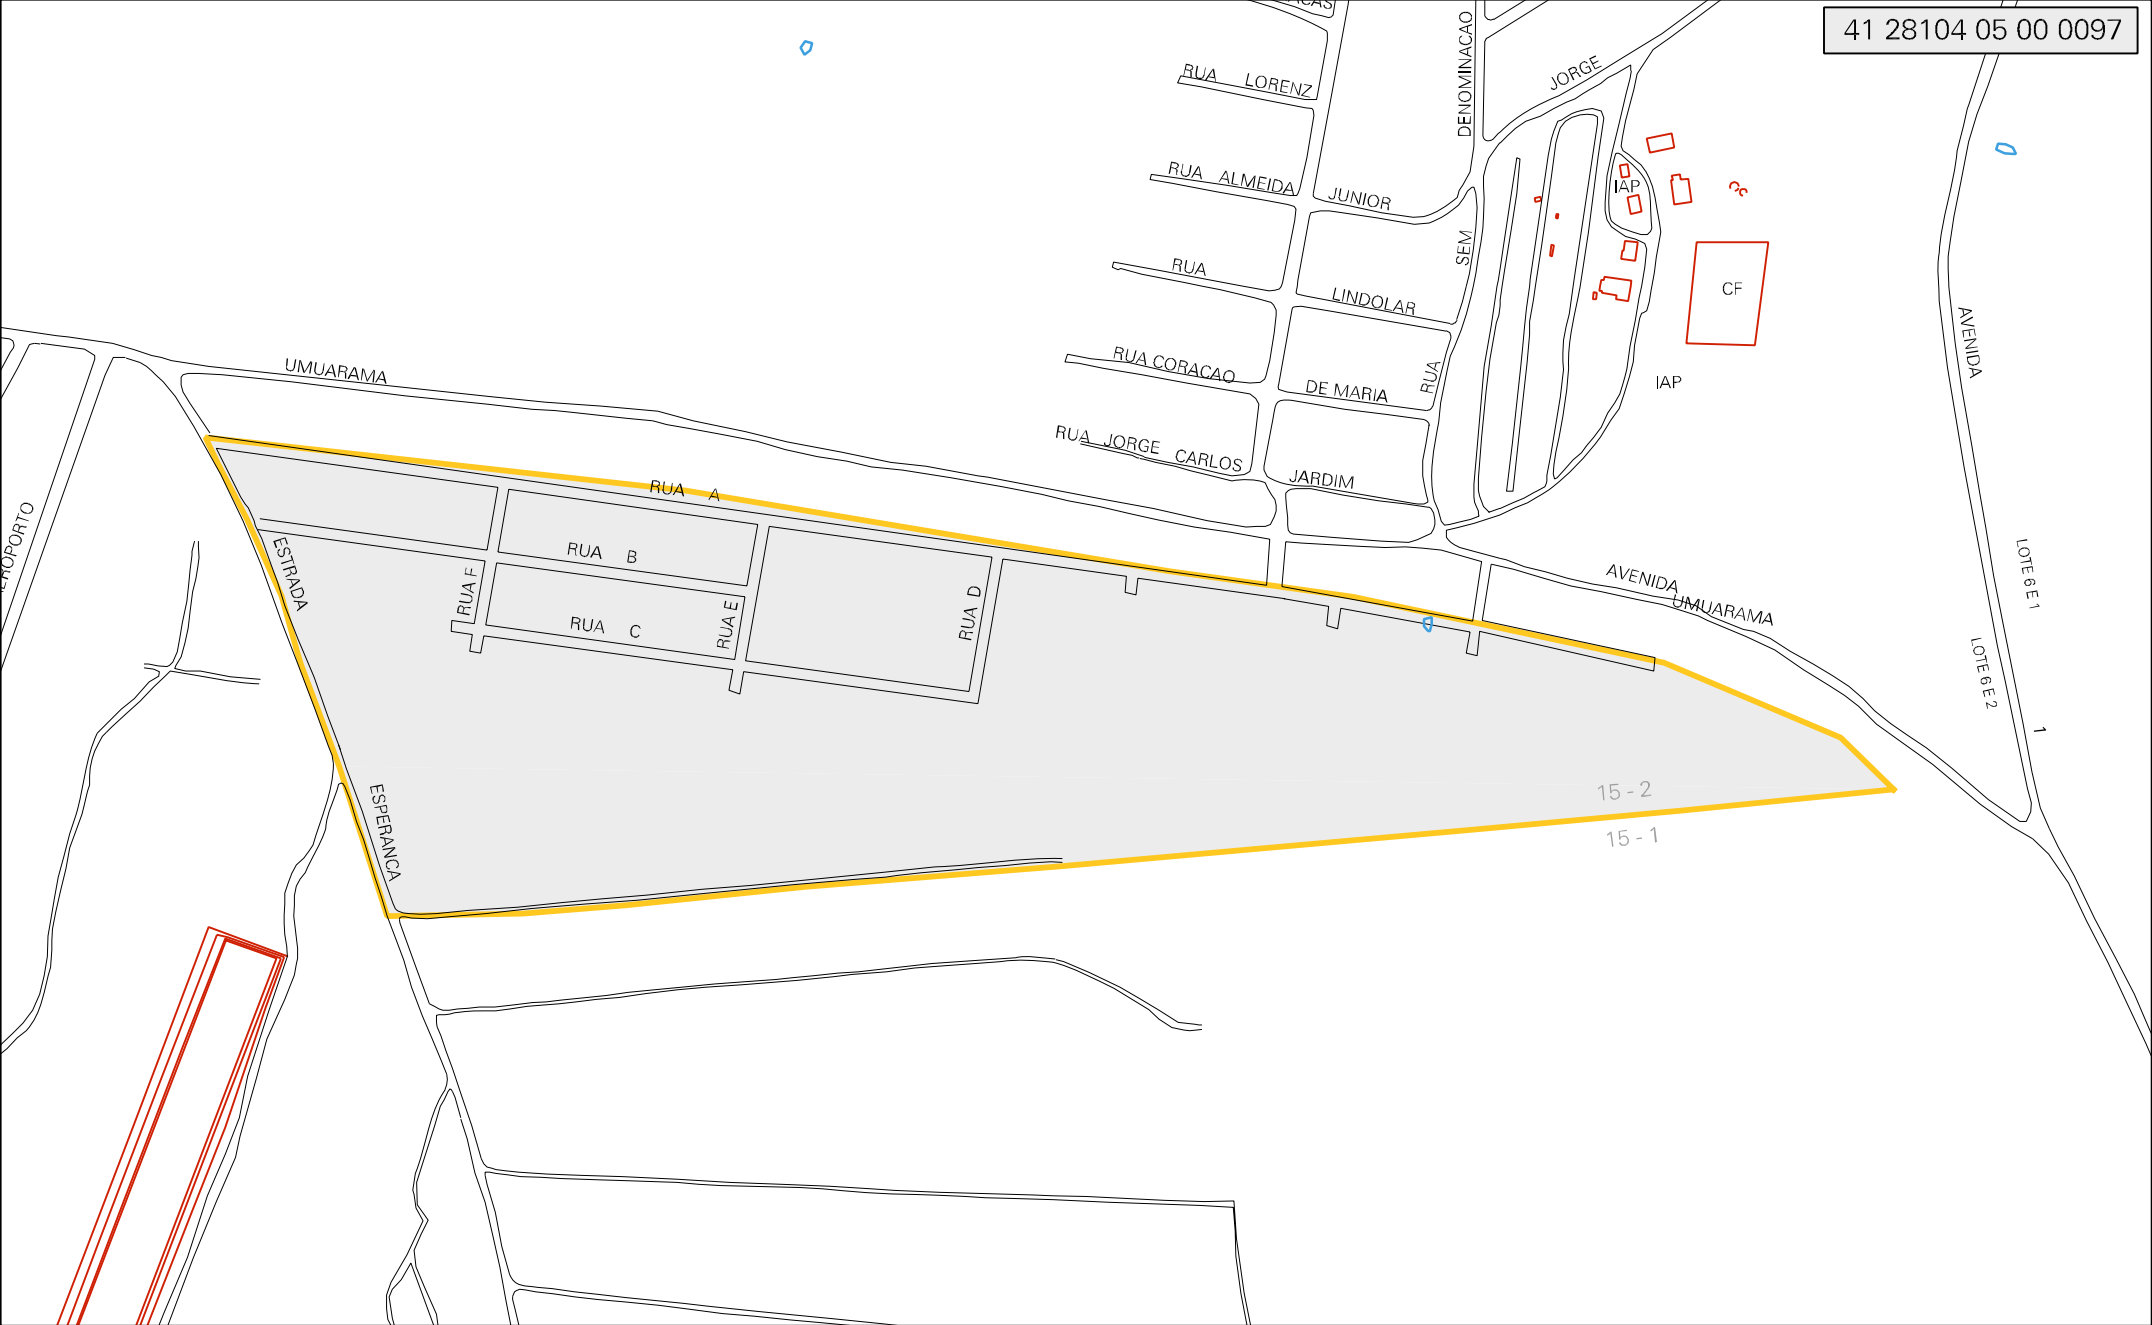 41 28104 05 00 0097
DENOMINACAO
RUA LORENZ
JORGE
RUA ALMEIDA
JUNIOR
IAP
SEM
RUA
LINDOLAR
CF
AVENIDA
RUA CORACAO
DE MARIA
RUA
IAP
UMUARAMA
RUA JORGE CARLOS
JARDIM
RUA A
ESTRADA
RUA B
RUA F
RUA C
RUA E
RUA D
AVENIDA
UMUARAMA
LOTE 6 E 1
LOTE 6 E 2
1
ESPERANCA
15 - 2
15 - 1